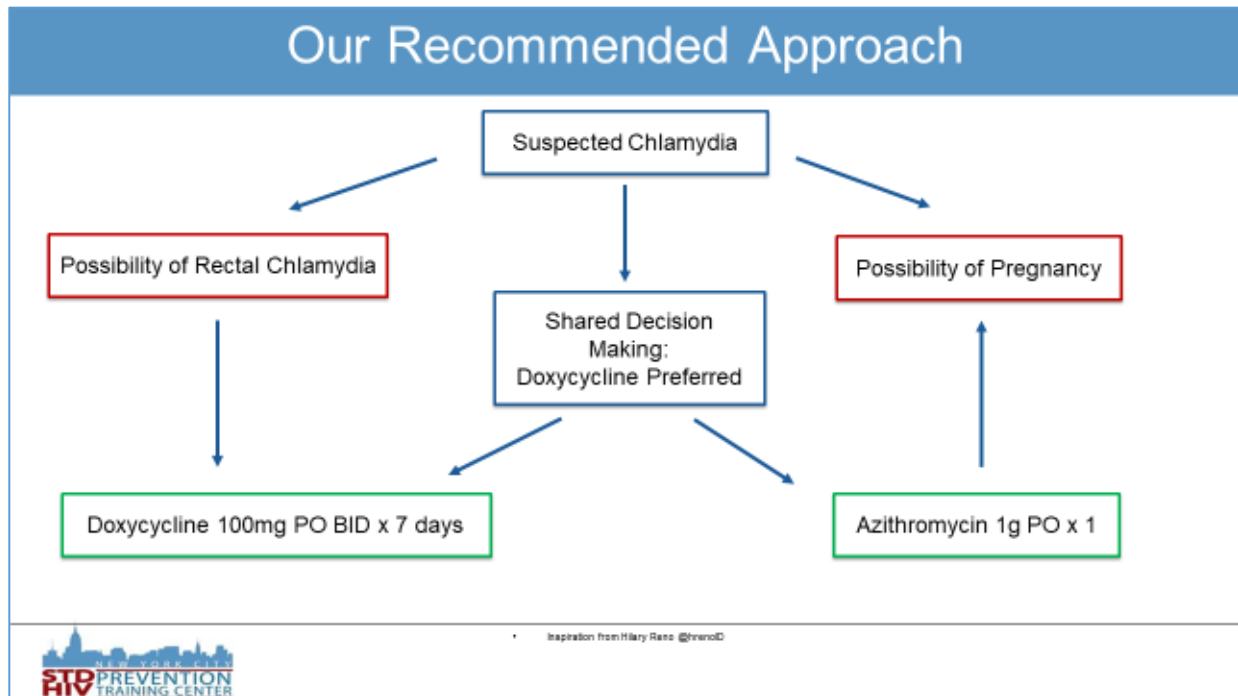 Our Recommended Approach
Suspected Chlamydia
Possibility of Rectal Chlamydia
Possibility of Pregnancy
Shared Decision
Making:
Doxycycline Preferred
Doxycycline 100mg PO BID x 7 days
Azithromycin 1g PO x 1
• Inspiration from Hilary Reno @hrenoID
NEW YORK CITY
STD PREVENTION
HIV TRAINING CENTER